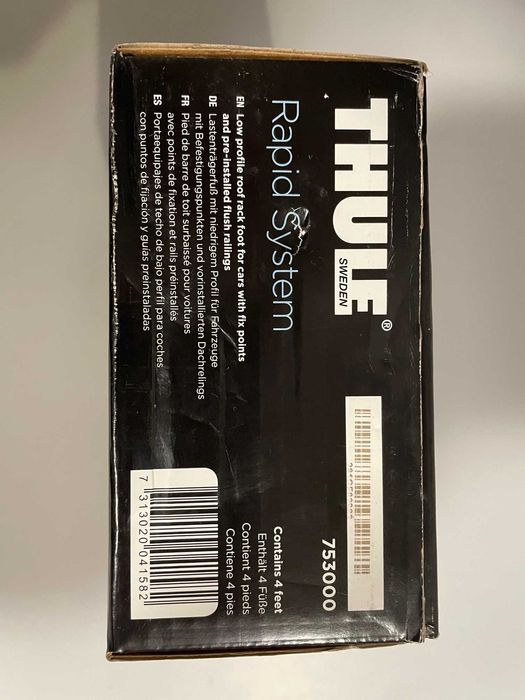 THULE®
SWEDEN
Rapid System
EN Low profile roof rack foot for cars with fix points
and pre-installed flush railings
DE Lastenträgerfuß mit niedrigem Profil für Fahrzeuge
mit Befestigungspunkten und vorinstallierten Dachrelings
FR Pied de barre de toit surbaissé pour voitures
avec points de fixation et rails préinstallés
ES Portaequipajes de techo de bajo perfil para coches
con puntos de fijación y guías preinstaladas
753000
Contains 4 feet
Enthält 4 Füße
Contient 4 pieds
Contiene 4 pies
7 313020 041582